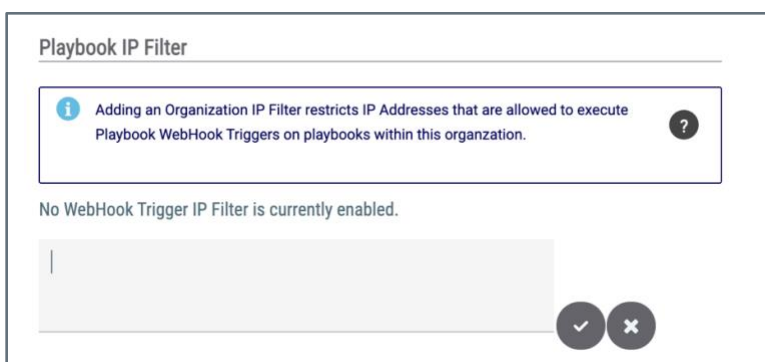 Playbook IP Filter
Adding an Organization IP Filter restricts IP Addresses that are allowed to execute
Playbook WebHook Triggers on playbooks within this organzation.
?
No WebHook Trigger IP Filter is currently enabled.